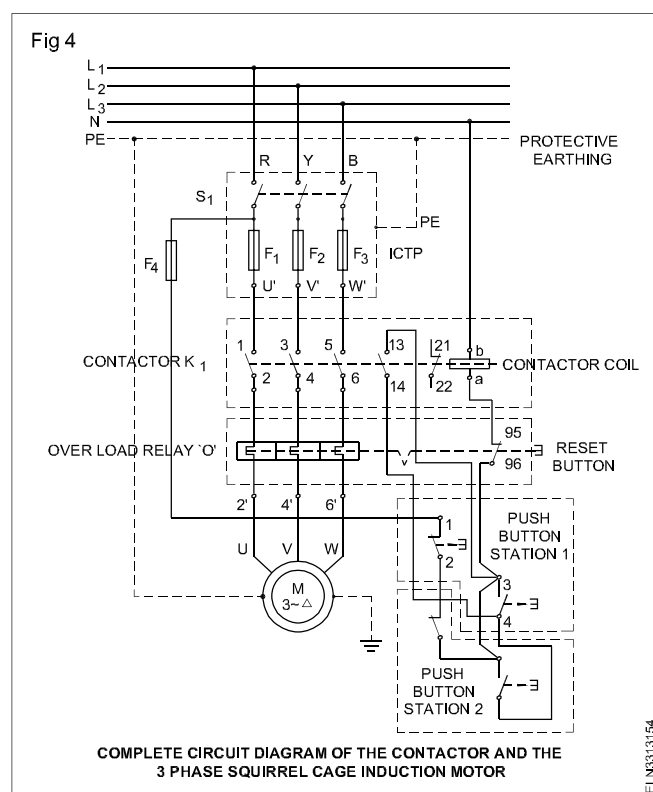 Fig 4
L1
L2
L3
N
PE
PROTECTIVE
EARTHING
R Y B
S1
PE
ICTP
F4
F1 F2 F3
U' V' W'
1 3 5 13 21 b
CONTACTOR K1
CONTACTOR COIL
2 4 6 14 22 a
95
OVER LOAD RELAY `O'
RESET
BUTTON
96
v
2' 4' 6'
1
PUSH
BUTTON
STATION 1
2
U V W
3
M
3~ △
4
PUSH
BUTTON
STATION 2
COMPLETE CIRCUIT DIAGRAM OF THE CONTACTOR AND THE
3 PHASE SQUIRREL CAGE INDUCTION MOTOR
ELN3313154